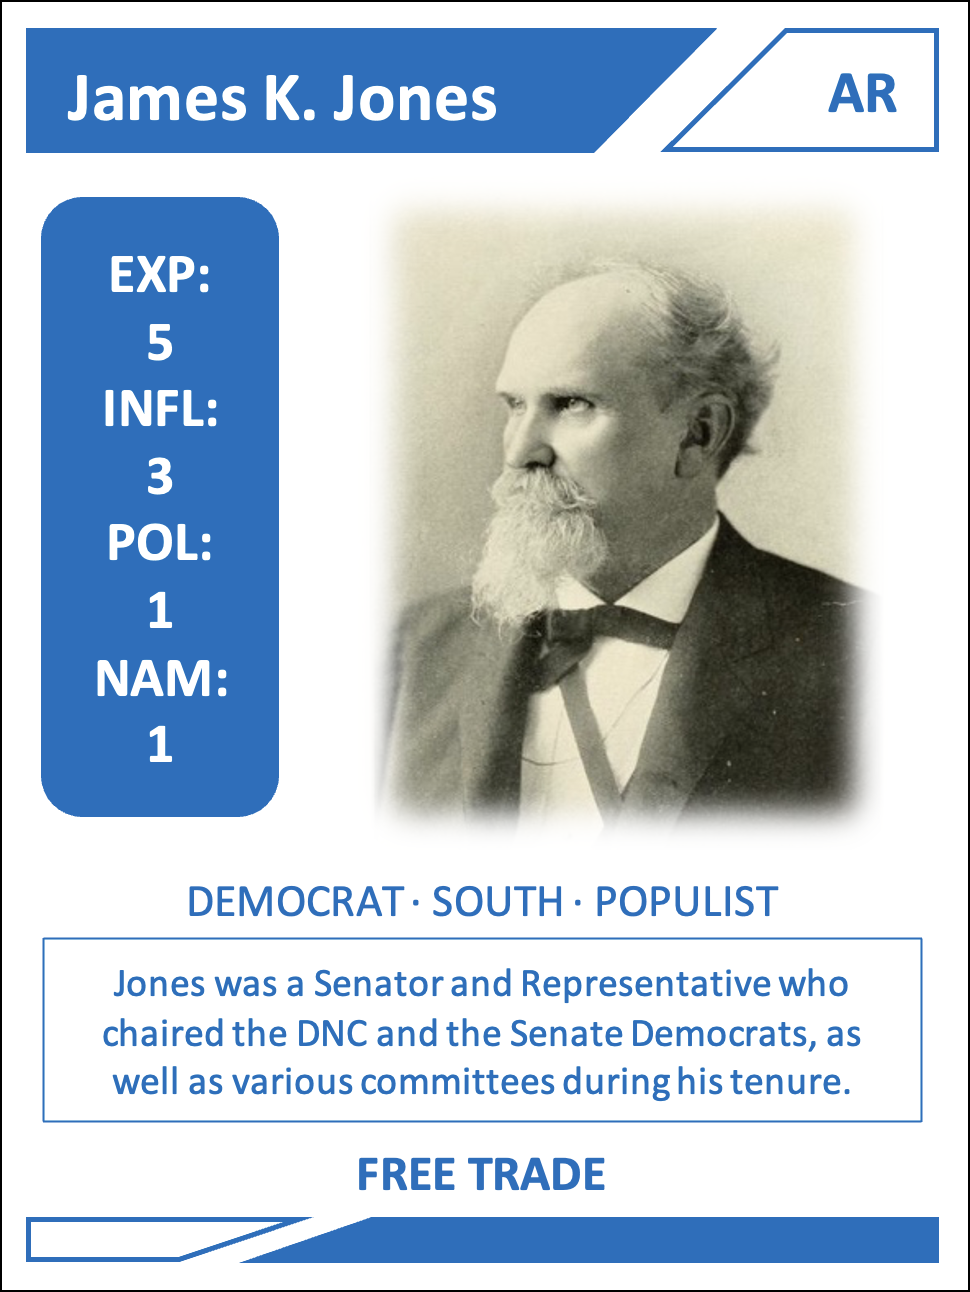 James K. Jones
AR
EXP:
5
INFL:
3
POL:
1
NAM:
1
DEMOCRAT · SOUTH · POPULIST
Jones was a Senator and Representative who
chaired the DNC and the Senate Democrats, as
well as various committees during his tenure.
FREE TRADE